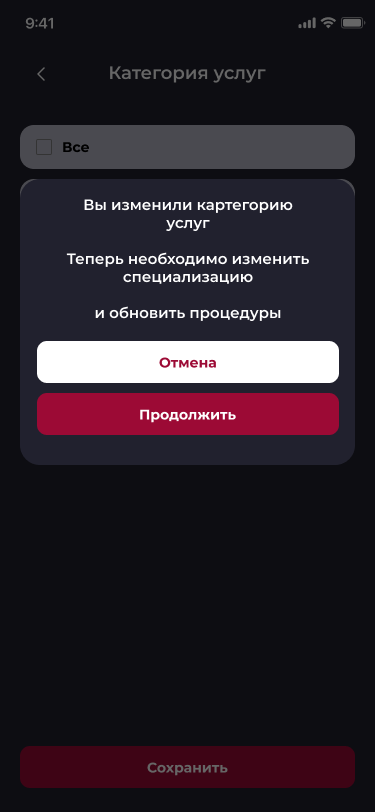 9:41
Категория услуг
Все
Вы изменили картегорию
услуг
Теперь необходимо изменить
специализацию
и обновить процедуры
Отмена
Продолжить
Сохранить